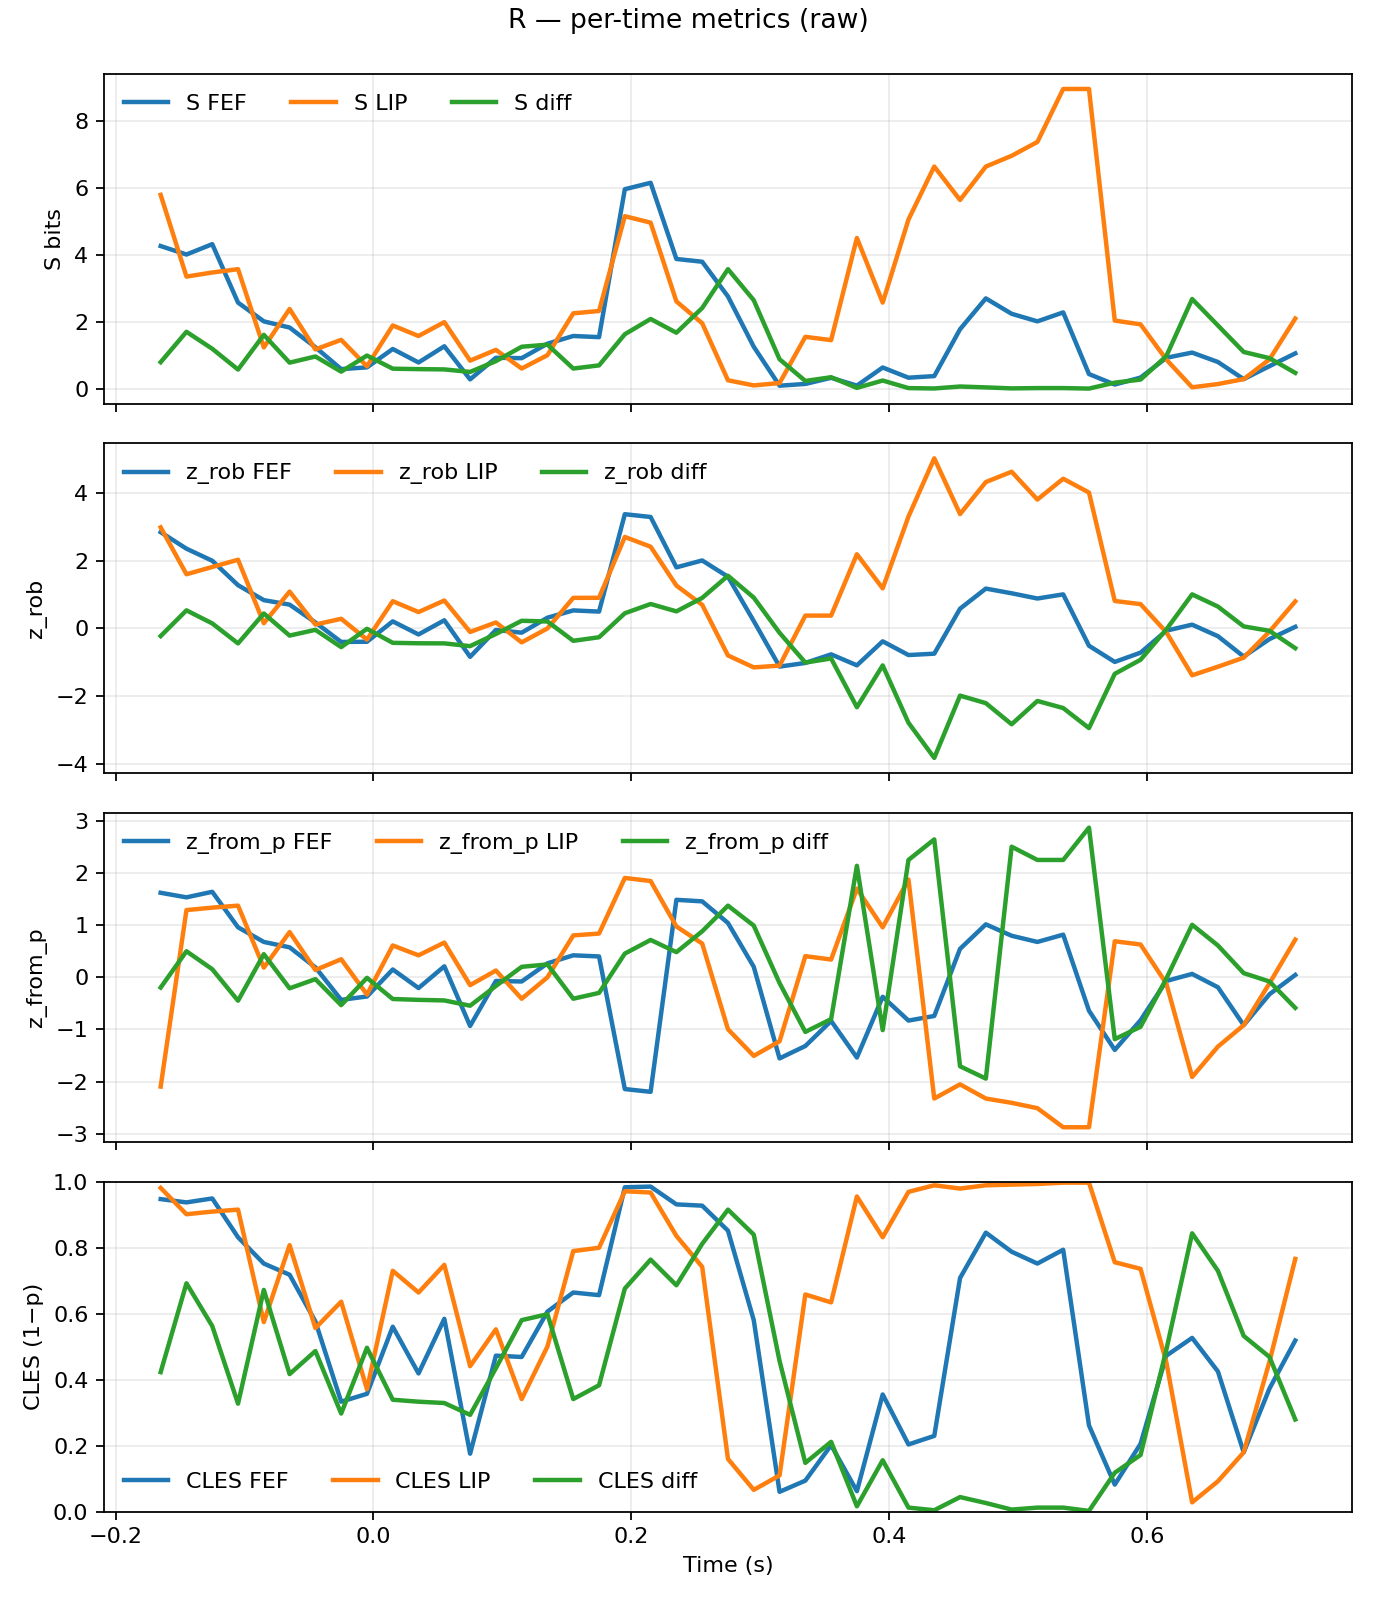 R — per-time metrics (raw)
S FEF S LIP S diff
8
6
4
2
0
S bits
z_rob FEF z_rob LIP z_rob diff
4
2
0
−2
−4
z_rob
z_from_p FEF z_from_p LIP z_from_p diff
3
2
1
0
−1
−2
−3
z_from_p
1.0
0.8
0.6
0.4
0.2
0.0
CLES (1−p)
CLES FEF CLES LIP CLES diff
−0.2 0.0 0.2 0.4 0.6
Time (s)